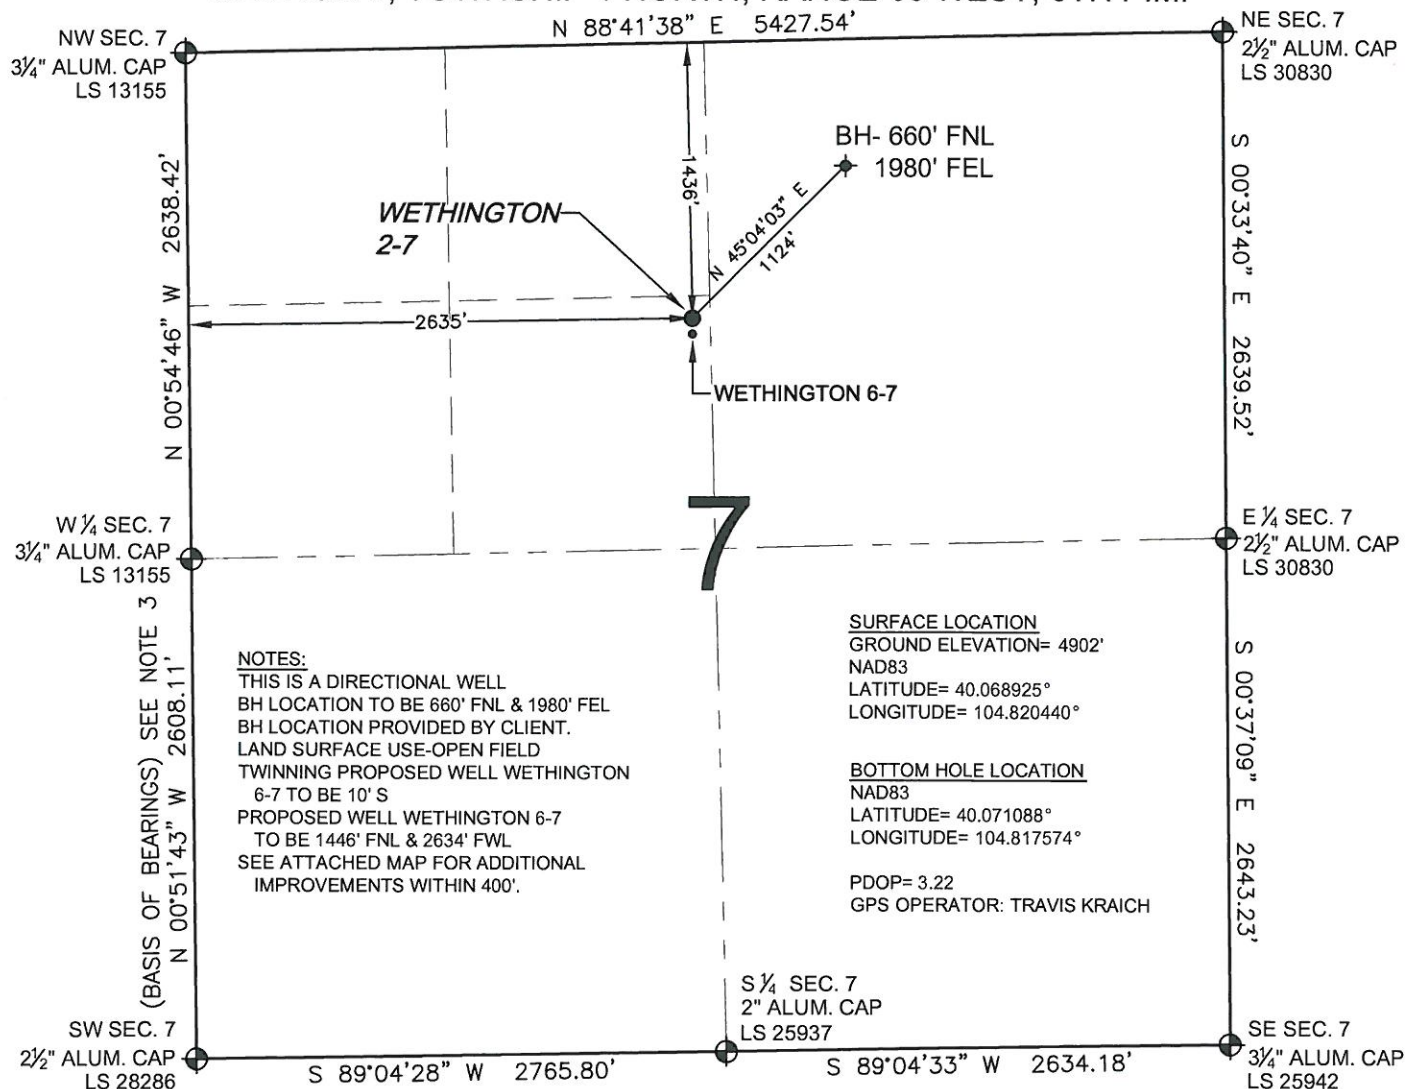 N 88°41'38" E 5427.54'
NW SEC. 7
3¼" ALUM. CAP
LS 13155
NE SEC. 7
2½" ALUM. CAP
LS 30830
BH- 660' FNL
1980' FEL
1436'
N 45°04'03" E
1124'
WETHINGTON
2-7
2635'
WETHINGTON 6-7
N 00°54'46" W 2638.42'
S 00°33'40" E 2639.52'
7
W ¼ SEC. 7
3¼" ALUM. CAP
LS 13155
E ¼ SEC. 7
2½" ALUM. CAP
LS 30830
(BASIS OF BEARINGS) SEE NOTE 3
N 00°51'43" W 2608.11'
NOTES:
THIS IS A DIRECTIONAL WELL
BH LOCATION TO BE 660' FNL & 1980' FEL
BH LOCATION PROVIDED BY CLIENT.
LAND SURFACE USE-OPEN FIELD
TWINNING PROPOSED WELL WETHINGTON
6-7 TO BE 10' S
PROPOSED WELL WETHINGTON 6-7
TO BE 1446' FNL & 2634' FWL
SEE ATTACHED MAP FOR ADDITIONAL
IMPROVEMENTS WITHIN 400'.
SURFACE LOCATION
GROUND ELEVATION= 4902'
NAD83
LATITUDE= 40.068925°
LONGITUDE= 104.820440°
BOTTOM HOLE LOCATION
NAD83
LATITUDE= 40.071088°
LONGITUDE= 104.817574°
PDOP= 3.22
GPS OPERATOR: TRAVIS KRAICH
S 00°37'09" E 2643.23'
S ¼ SEC. 7
2" ALUM. CAP
LS 25937
SW SEC. 7
2½" ALUM. CAP
LS 28286
SE SEC. 7
3¼" ALUM. CAP
LS 25942
S 89°04'28" W 2765.80'
S 89°04'33" W 2634.18'